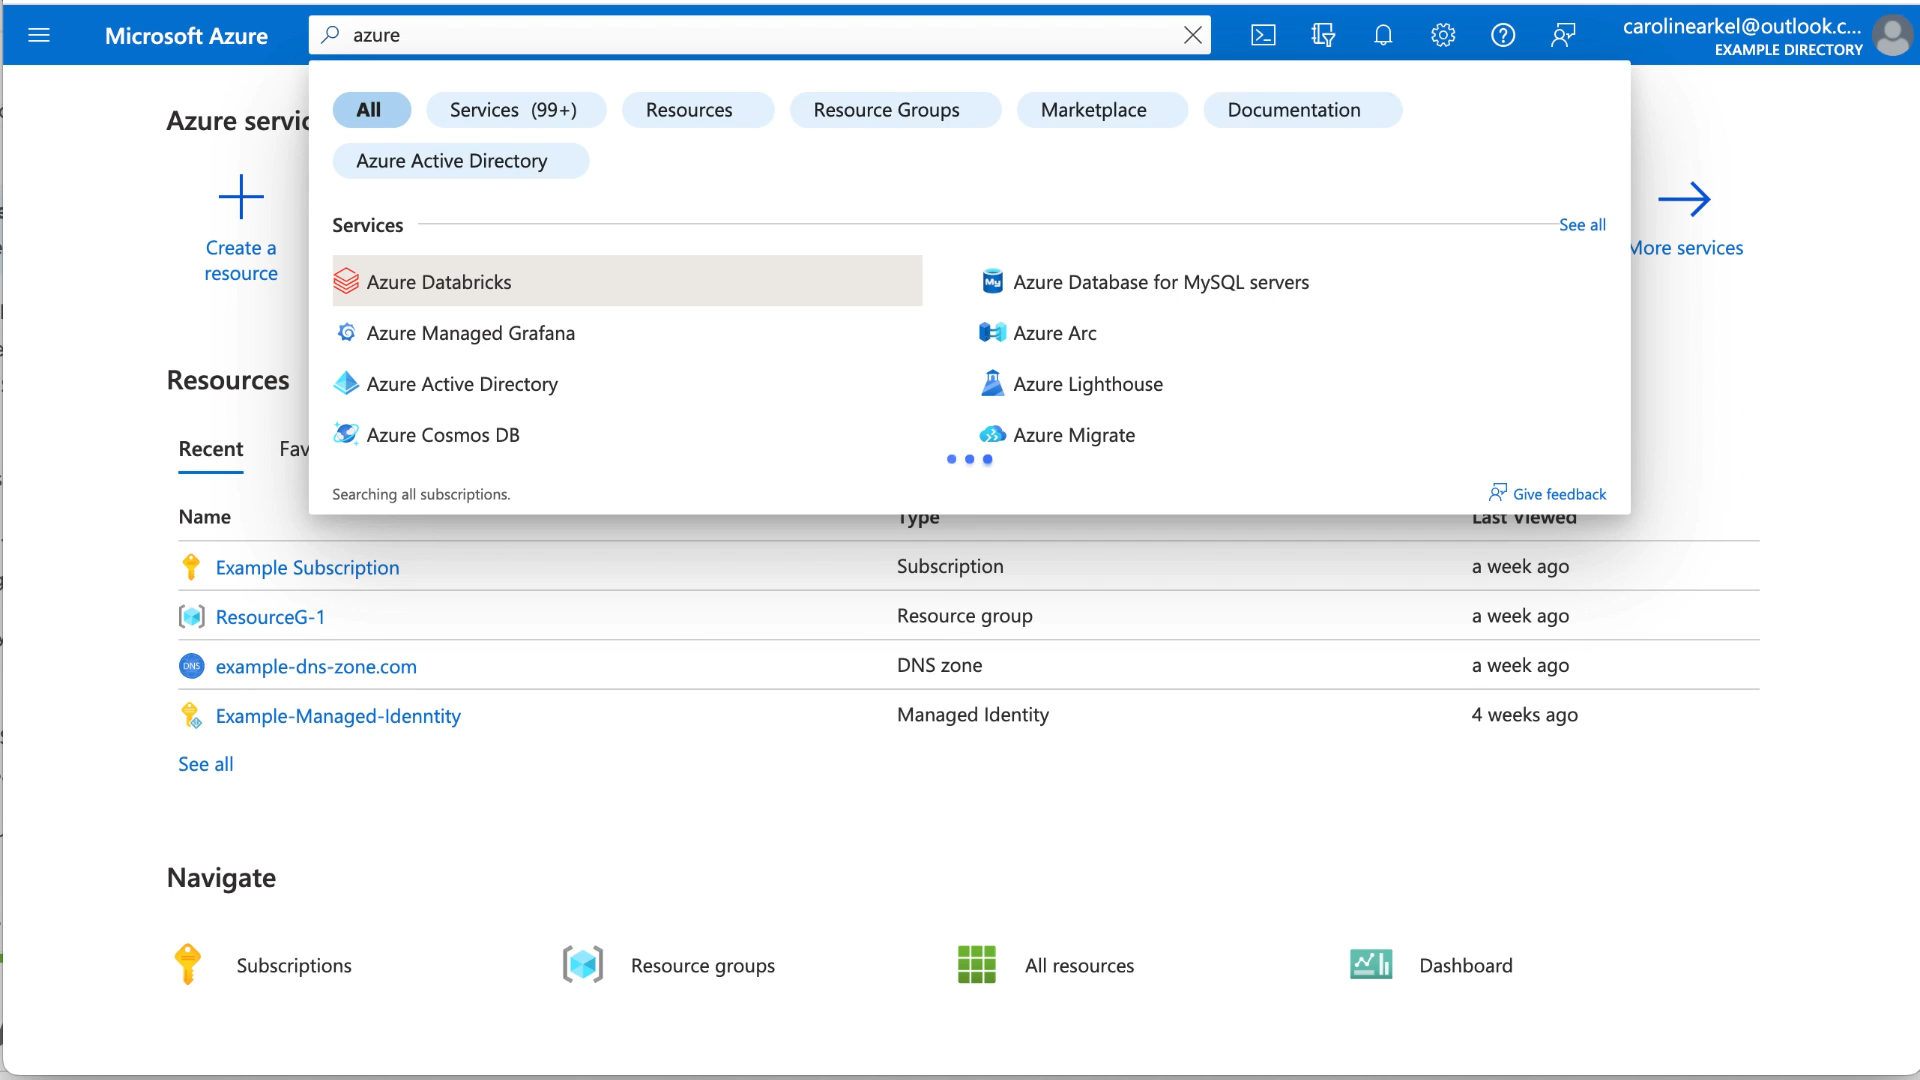 Microsoft Azure
azure
carolinearkel@outlook.c...
EXAMPLE DIRECTORY
All
Services (99+)
Resources
Resource Groups
Marketplace
Documentation
Azure Active Directory
Azure servic
Create a
resource
More services
Services
See all
Azure Databricks
Azure Database for MySQL servers
Azure Managed Grafana
Azure Arc
Azure Active Directory
Azure Lighthouse
Azure Cosmos DB
Azure Migrate
Searching all subscriptions.
Give feedback
Resources
Recent
Fav
Name
Type
Last Viewed
Example Subscription
Subscription
a week ago
ResourceG-1
Resource group
a week ago
DNS
example-dns-zone.com
DNS zone
a week ago
Example-Managed-Idenntity
Managed Identity
4 weeks ago
See all
Navigate
Subscriptions
Resource groups
All resources
Dashboard